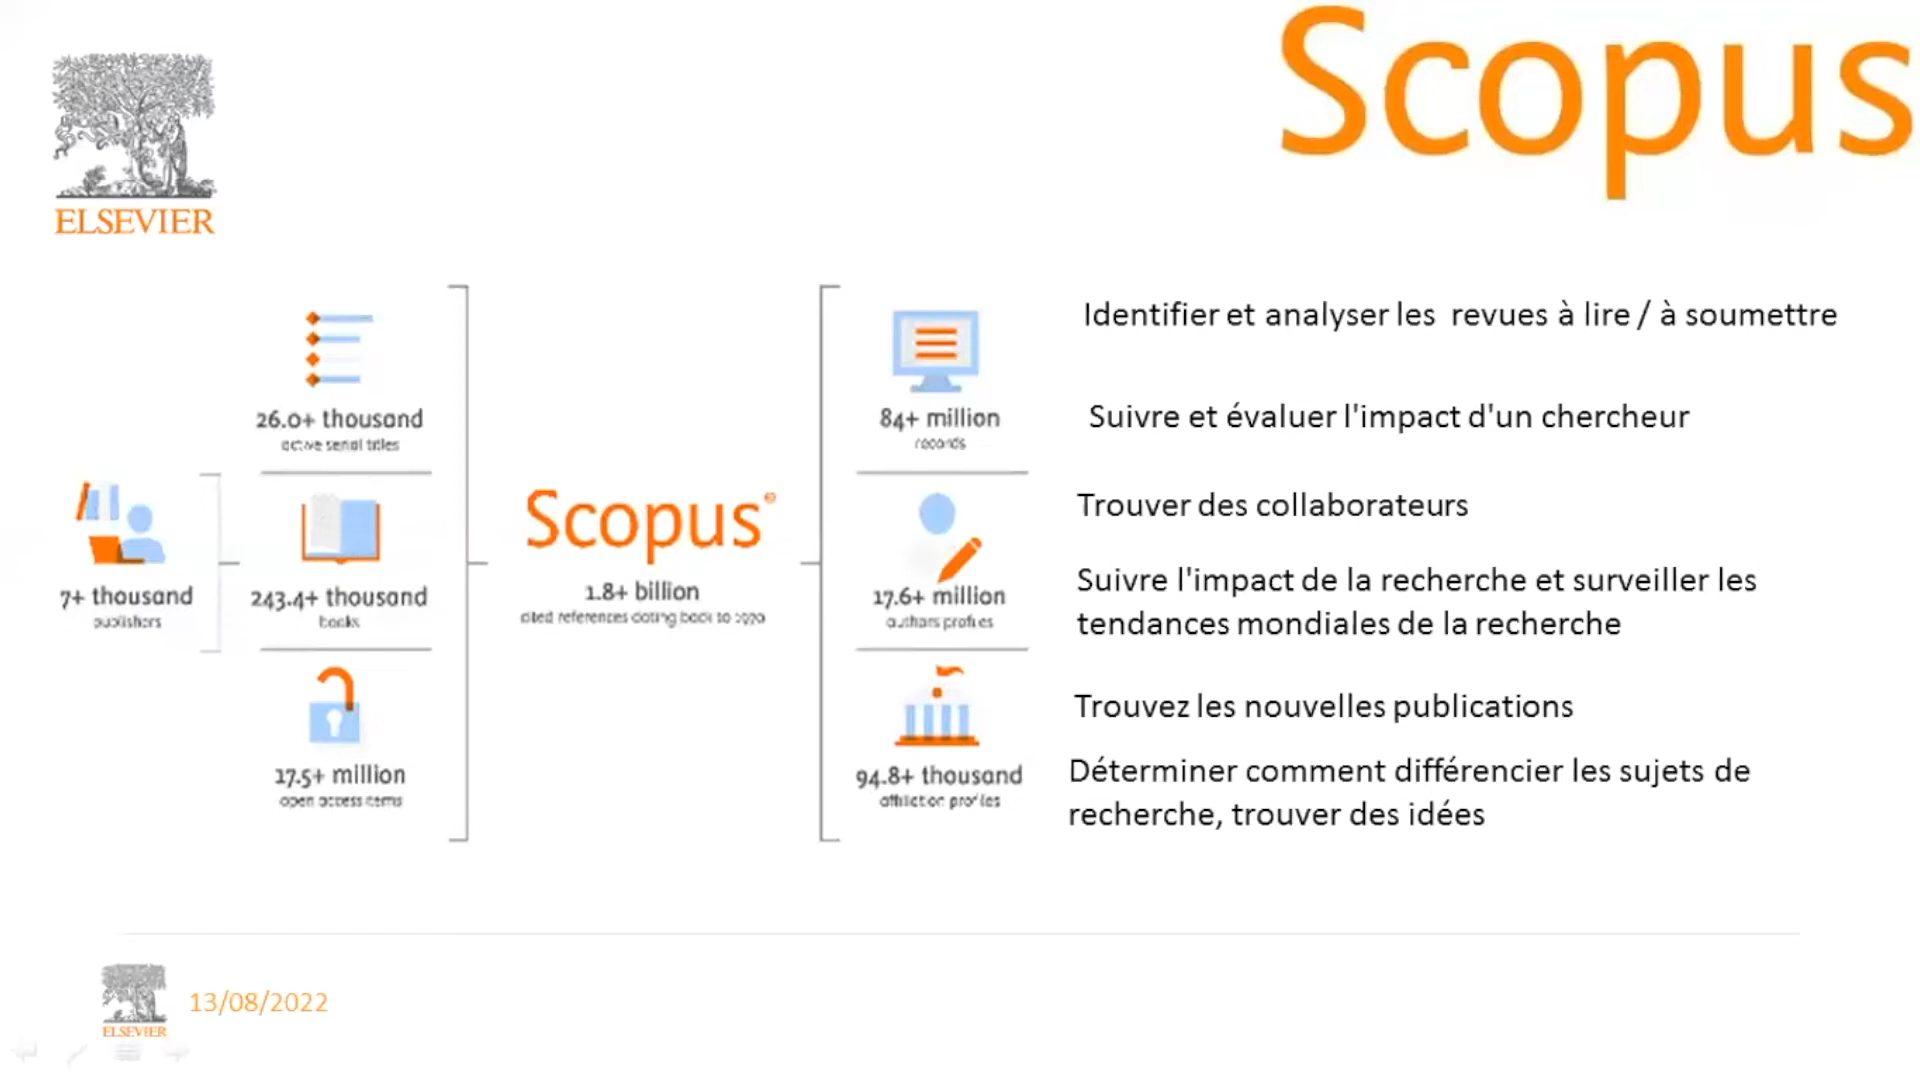 Scopus
ELSEVIER
Identifier et analyser les revues à lire / à soumettre
Suivre et évaluer l'impact d'un chercheur
Trouver des collaborateurs
Suivre l'impact de la recherche et surveiller les
tendances mondiales de la recherche
Trouvez les nouvelles publications
Déterminer comment différencier les sujets de
recherche, trouver des idées
7+ thousand
publishers
26.0+ thousand
active serial titles
243.4+ thousand
books
17.5+ million
open access items
Scopus®
1.8+ billion
cited references dating back to 1970
84+ million
records
17.6+ million
authors profiles
94.8+ thousand
affiliation profiles
ELSEVIER
13/08/2022